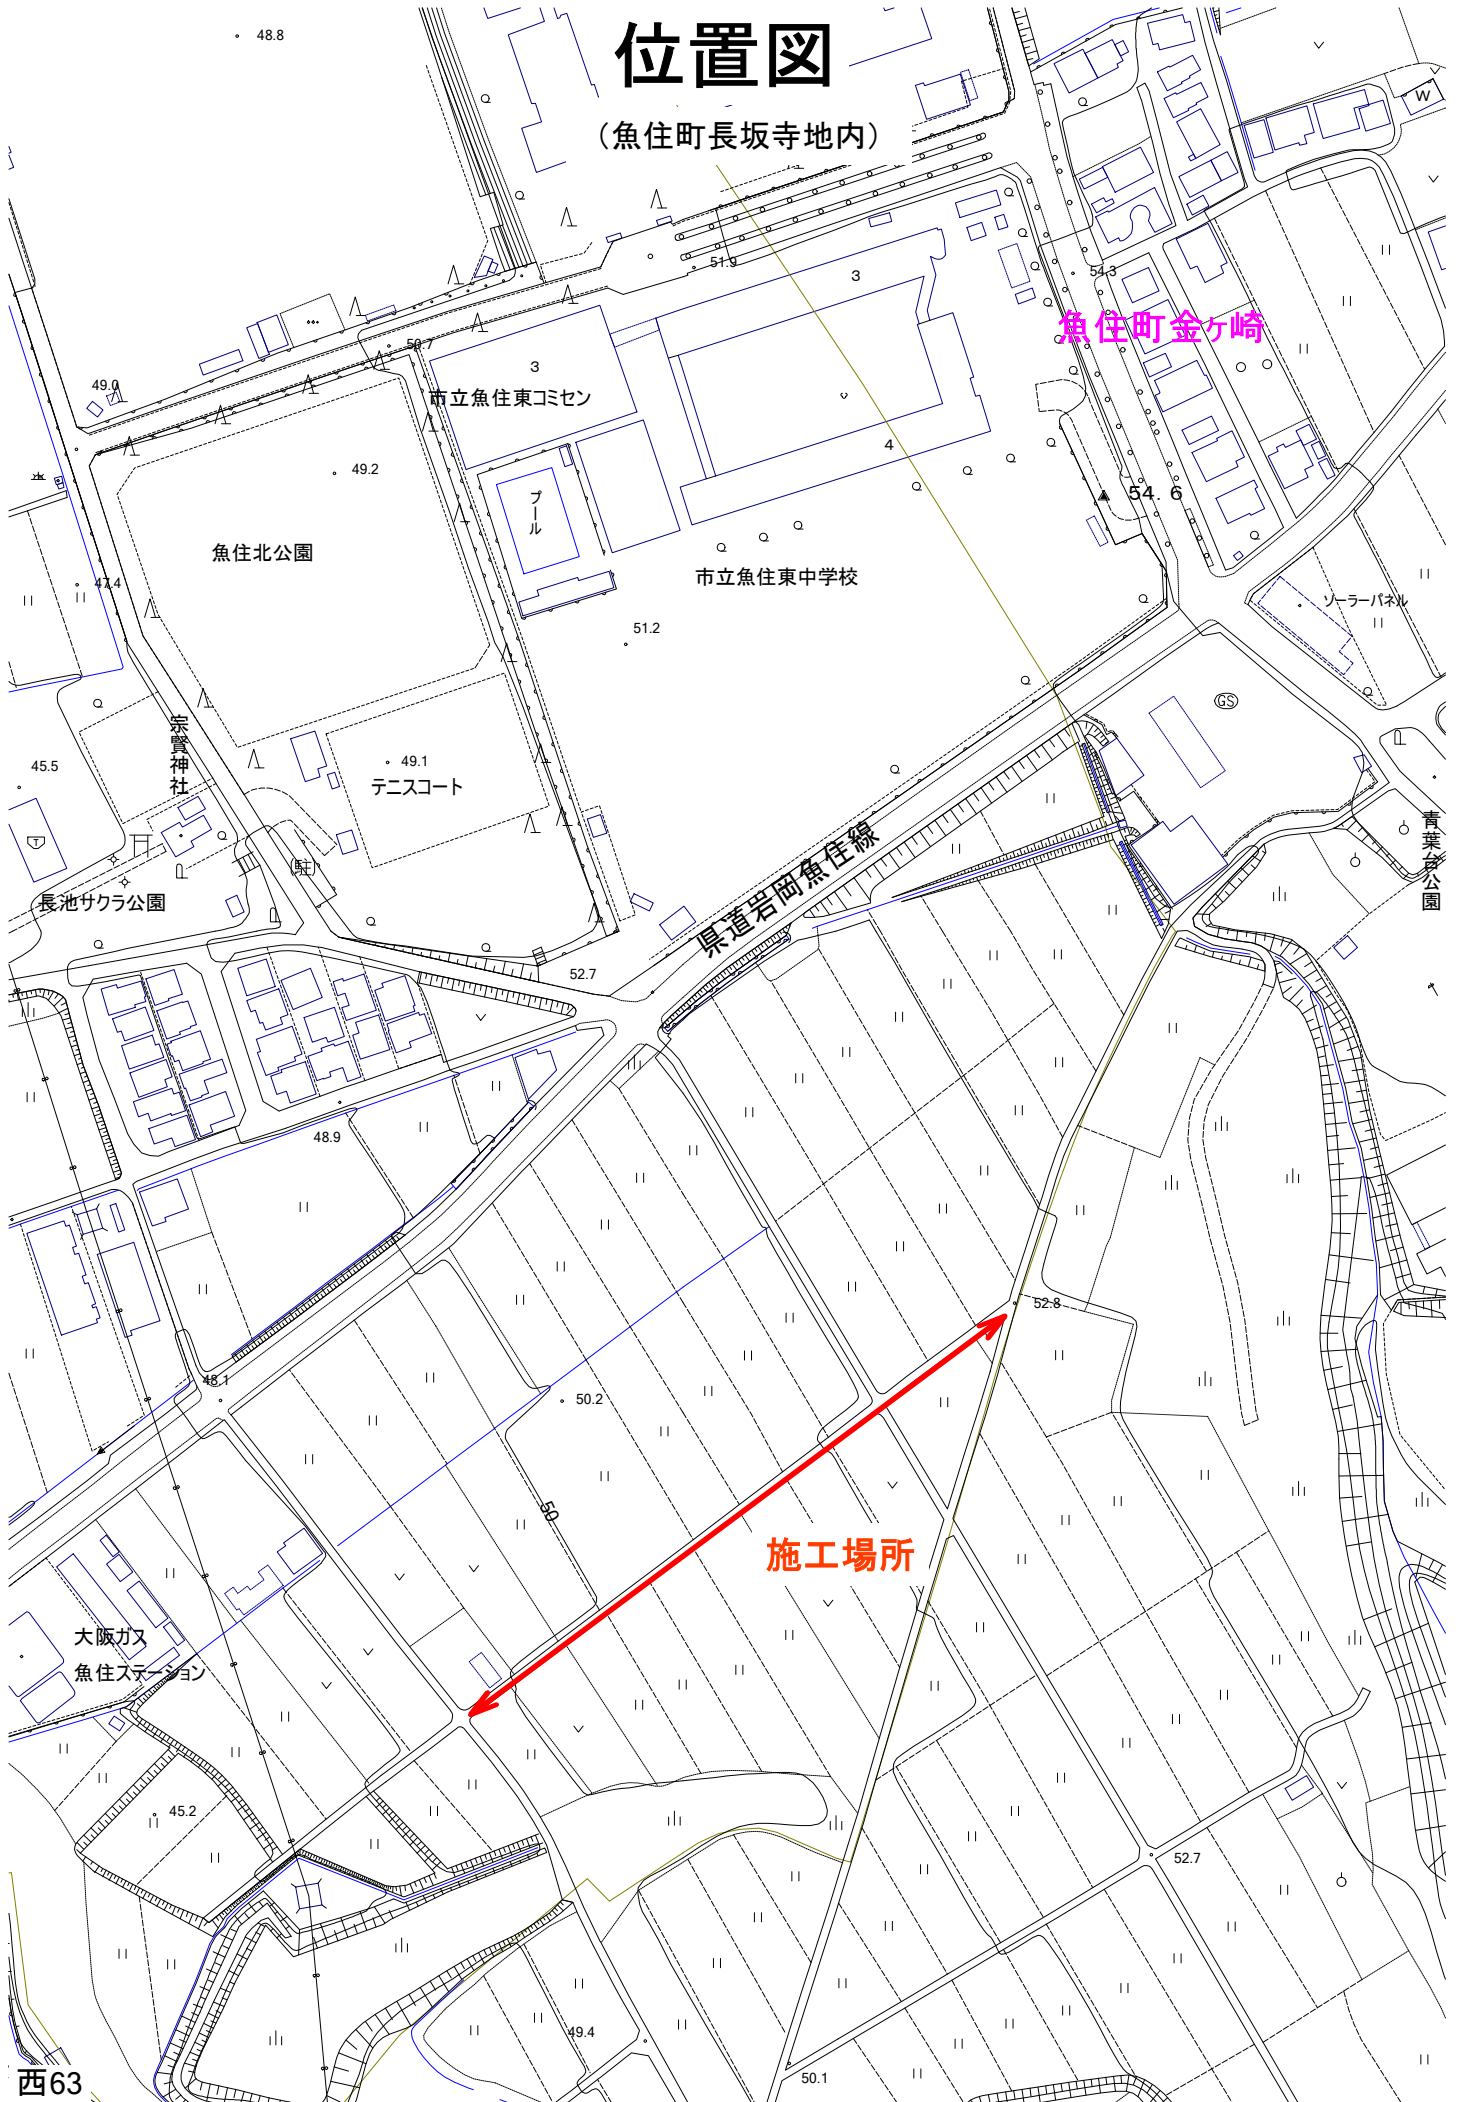 位置図
（魚住町長坂寺地内）
48.8
W
51.9
3
54.3
魚住町金ヶ崎
50.7
3
49.0
市立魚住東コミセン
4
49.2
プール
54.6
魚住北公園
市立魚住東中学校
47.4
ソーラーパネル
51.2
GS
宗賢神社
45.5
49.1
テニスコート
T
青葉台公園
県道岩岡魚住線
(駐)
長池サクラ公園
52.7
48.9
52.8
48.1
50.2
50
施工場所
大阪ガス
魚住ステーション
45.2
52.7
49.4
50.1
西63